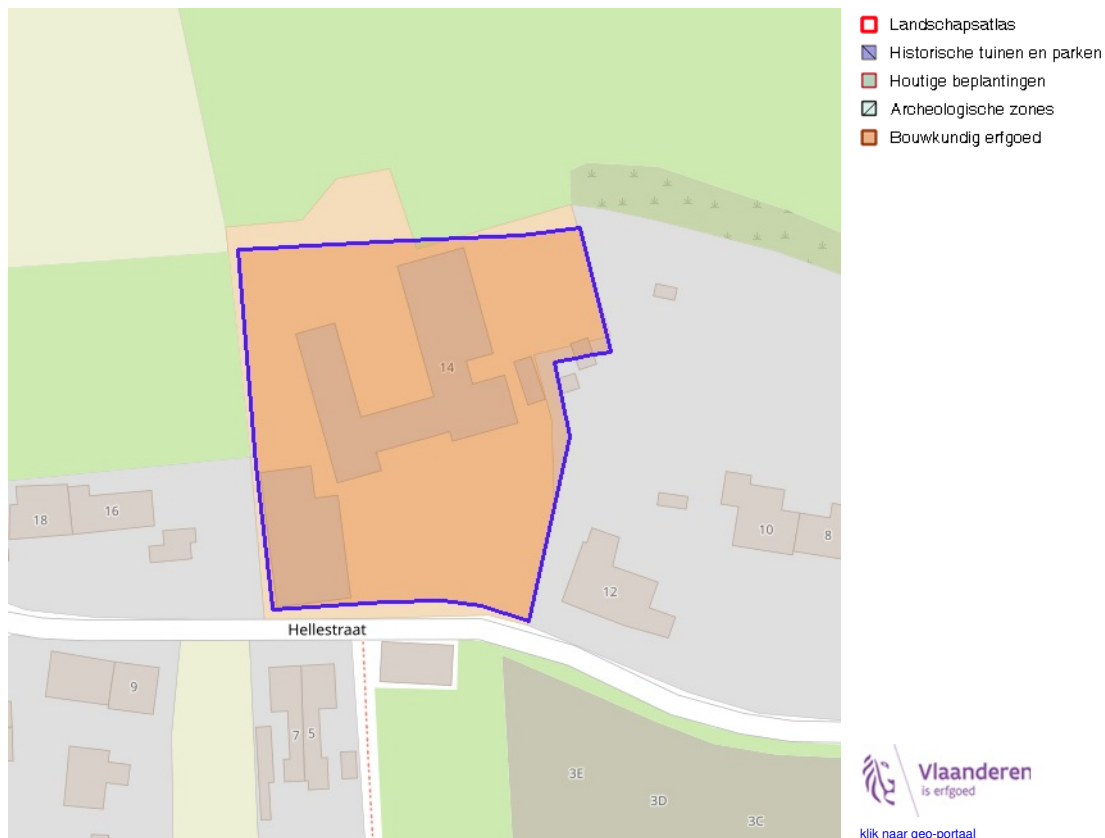 Landschapsatlas
Historische tuinen en parken
Houtige beplantingen
Archeologische zones
Bouwkundig erfgoed
14
18
16
10
8
12
Hellestraat
9
7
5
3E
3D
3C
Vlaanderen
is erfgoed
klik naar geo-portaal